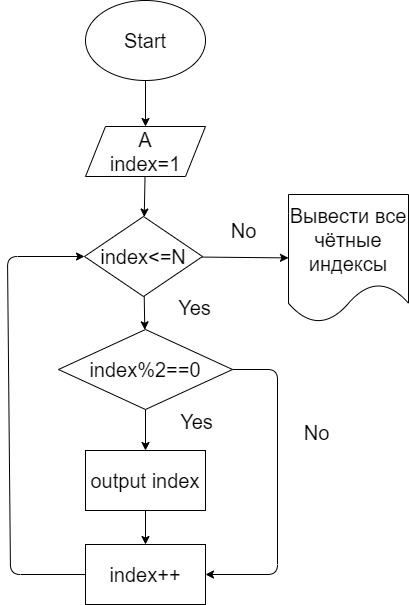 Start
A
index=1
index<=N
No
Вывести все
чётные
индексы
Yes
index%2==0
Yes
No
output index
index++